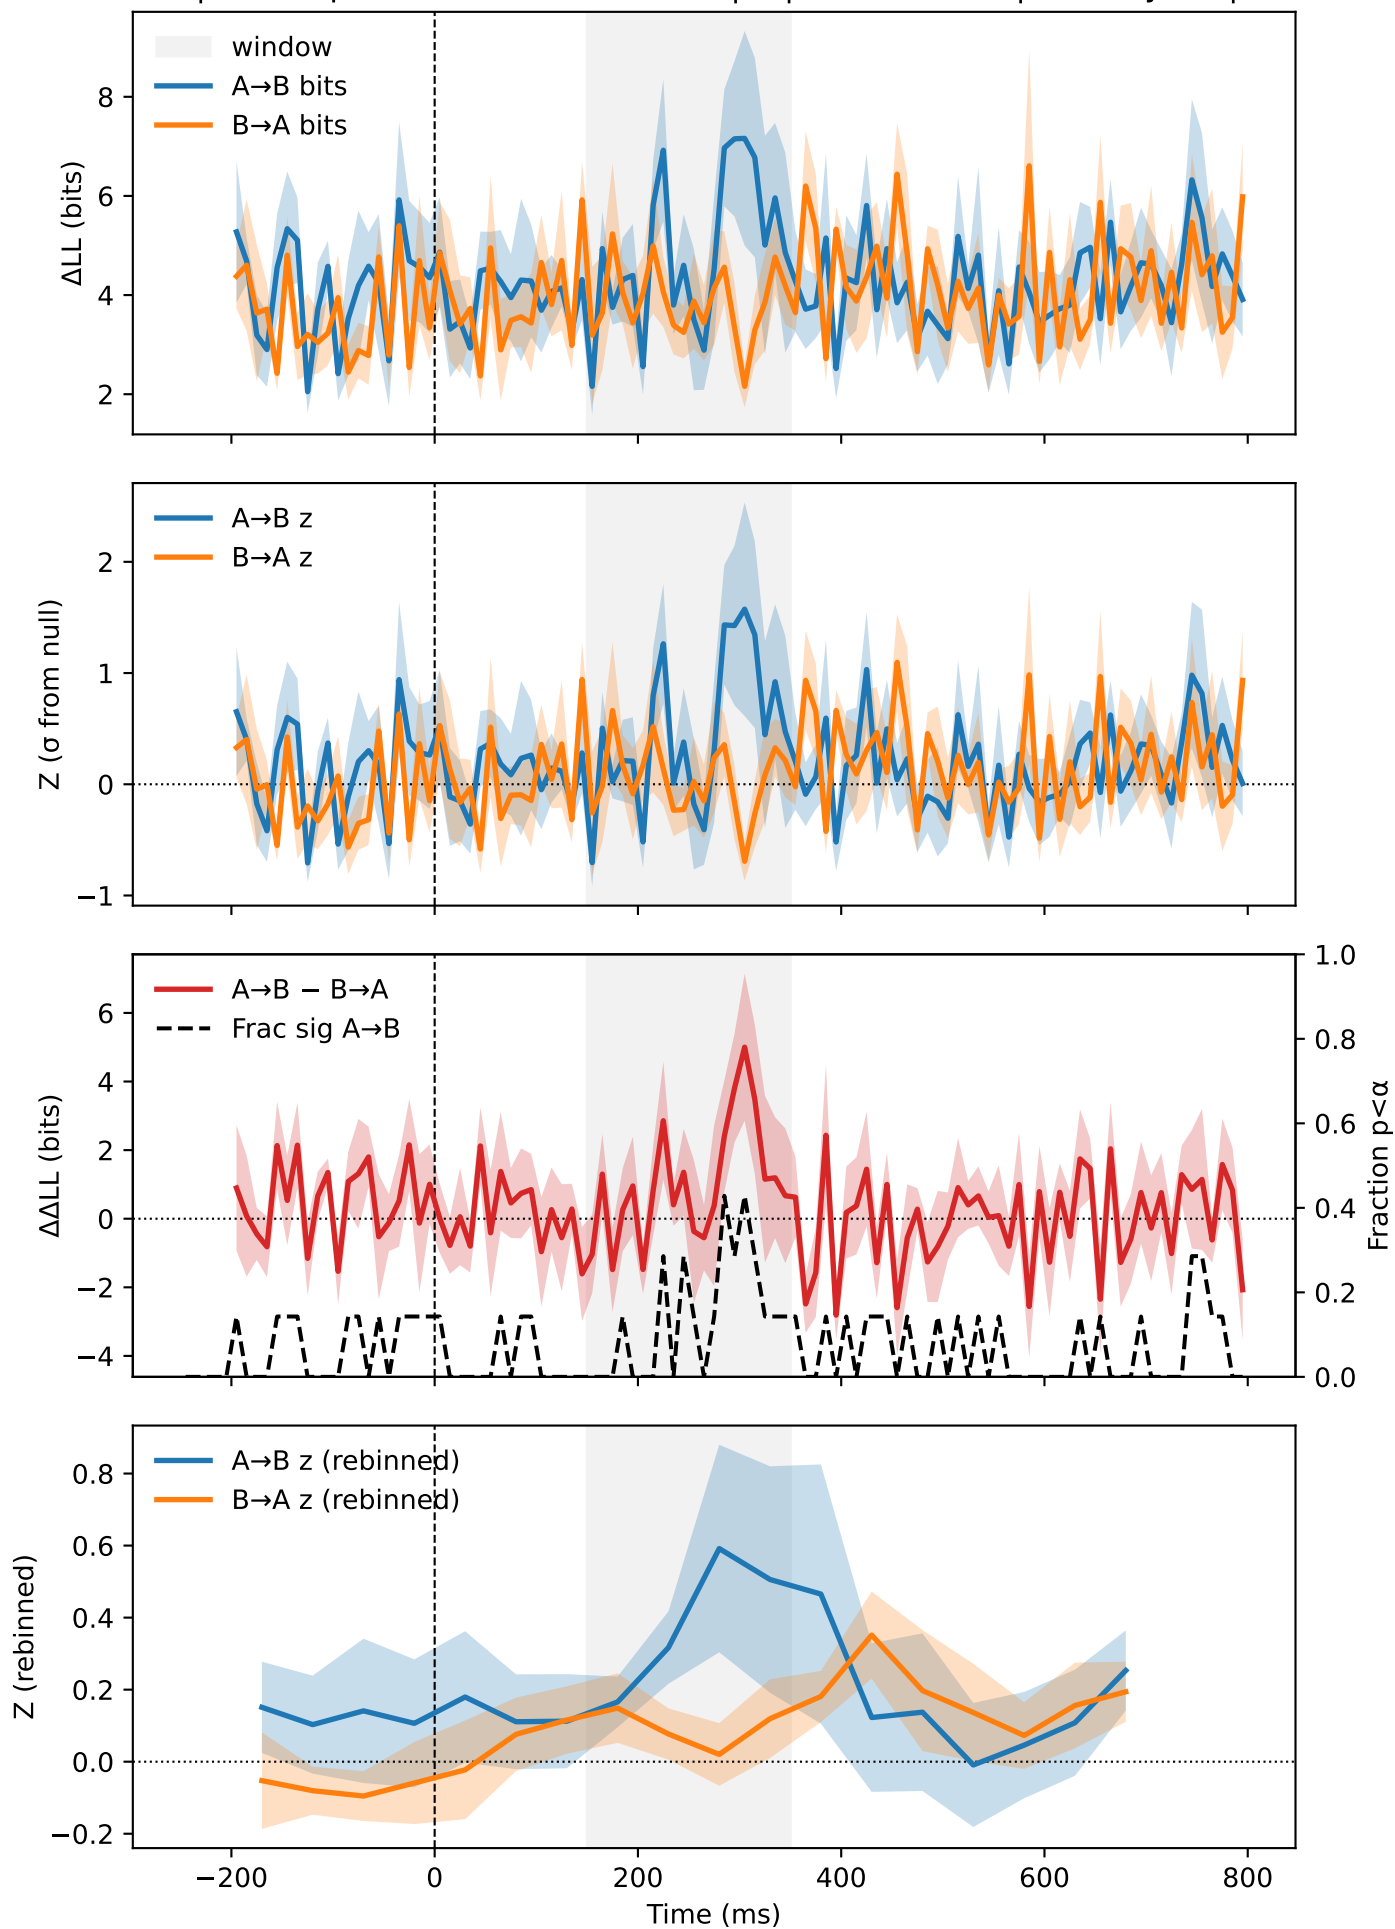 window
A→B bits
B→A bits
ΔLL (bits)
8
6
4
2
A→B z
B→A z
Z (σ from null)
2
1
0
−1
A→B − B→A
Frac sig A→B
ΔΔLL (bits)
6
4
2
0
−2
−4
1.0
0.8
0.6
0.4
0.2
0.0
Fraction p<α
A→B z (rebinned)
B→A z (rebinned)
Z (rebinned)
0.8
0.6
0.4
0.2
0.0
−0.2
−200 0 200 400 600 800
Time (ms)